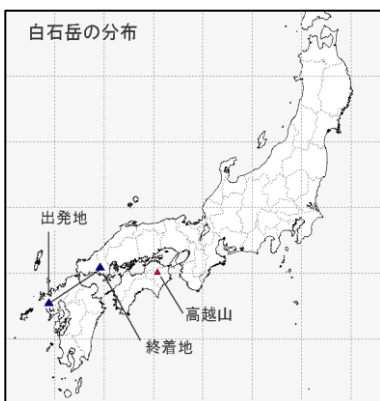 白石岳の分布
出発地
高越山
終着地